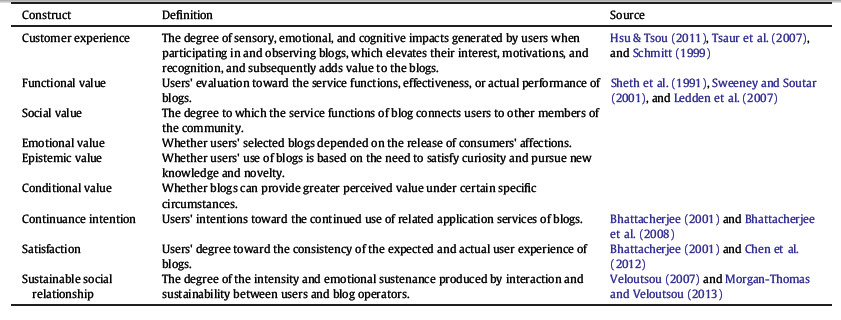 Construct Definition Source
Customer experience The degree of sensory, emotional, and cognitive impacts generated by users when Hsu & Tsou (2011), Tsaur et al. (2007),
participating in and observing blogs, which elevates their interest, motivations, and and Schmitt (1999)
recognition, and subsequently adds value to the blogs.
Functional value Users' evaluation toward the service functions, effectiveness, or actual performance of Sheth et al. (1991), Sweeney and Soutar
blogs. (2001), and Ledden et al. (2007)
Social value The degree to which the service functions of blog connects users to other members of
the community.
Emotional value Whether users' selected blogs depended on the release of consumers' affections.
Epistemic value Whether users' use of blogs is based on the need to satisfy curiosity and pursue new
knowledge and novelty.
Conditional value Whether blogs can provide greater perceived value under certain specific
circumstances.
Continuance intention Users' intentions toward the continued use of related application services of blogs. Bhattacherjee (2001) and Bhattacherjee
et al. (2008)
Satisfaction Users' degree toward the consistency of the expected and actual user experience of Bhattacherjee (2001) and Chen et al.
blogs. (2012)
Sustainable social The degree of the intensity and emotional sustenance produced by interaction and Veloutsou (2007) and Morgan-Thomas
relationship sustainability between users and blog operators. and Veloutsou (2013)